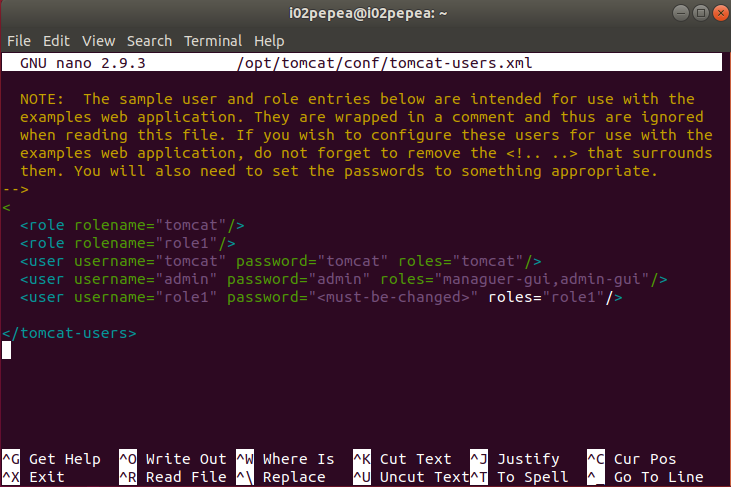 i02pepea@i02pepea: ~
File Edit View Search Terminal Help
GNU nano 2.9.3 /opt/tomcat/conf/tomcat-users.xml
NOTE: The sample user and role entries below are intended for use with the
examples web application. They are wrapped in a comment and thus are ignored
when reading this file. If you wish to configure these users for use with the
examples web application, do not forget to remove the <!.. ..> that surrounds
them. You will also need to set the passwords to something appropriate.
-->
<
<role rolename="tomcat"/>
<role rolename="role1"/>
<user username="tomcat" password="tomcat" roles="tomcat"/>
<user username="admin" password="admin" roles="managuer-gui,admin-gui"/>
<user username="role1" password="<must-be-changed>" roles="role1"/>
</tomcat-users>
^G Get Help ^O Write Out ^W Where Is ^K Cut Text ^J Justify ^C Cur Pos
^X Exit ^R Read File ^\ Replace ^U Uncut Text ^T To Spell ^_ Go To Line